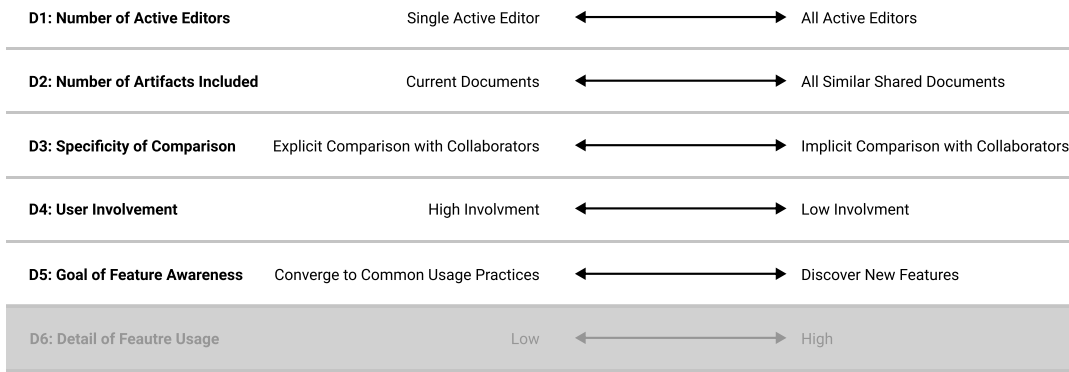 D1: Number of Active Editors Single Active Editor All Active Editors
D2: Number of Artifacts Included Current Documents All Similar Shared Documents
D3: Specificity of Comparison Explicit Comparison with Collaborators Implicit Comparison with Collaborators
D4: User Involvement High Involvment Low Involvment
D5: Goal of Feature Awareness Converge to Common Usage Practices Discover New Features
D6: Detail of Feautre Usage Low High